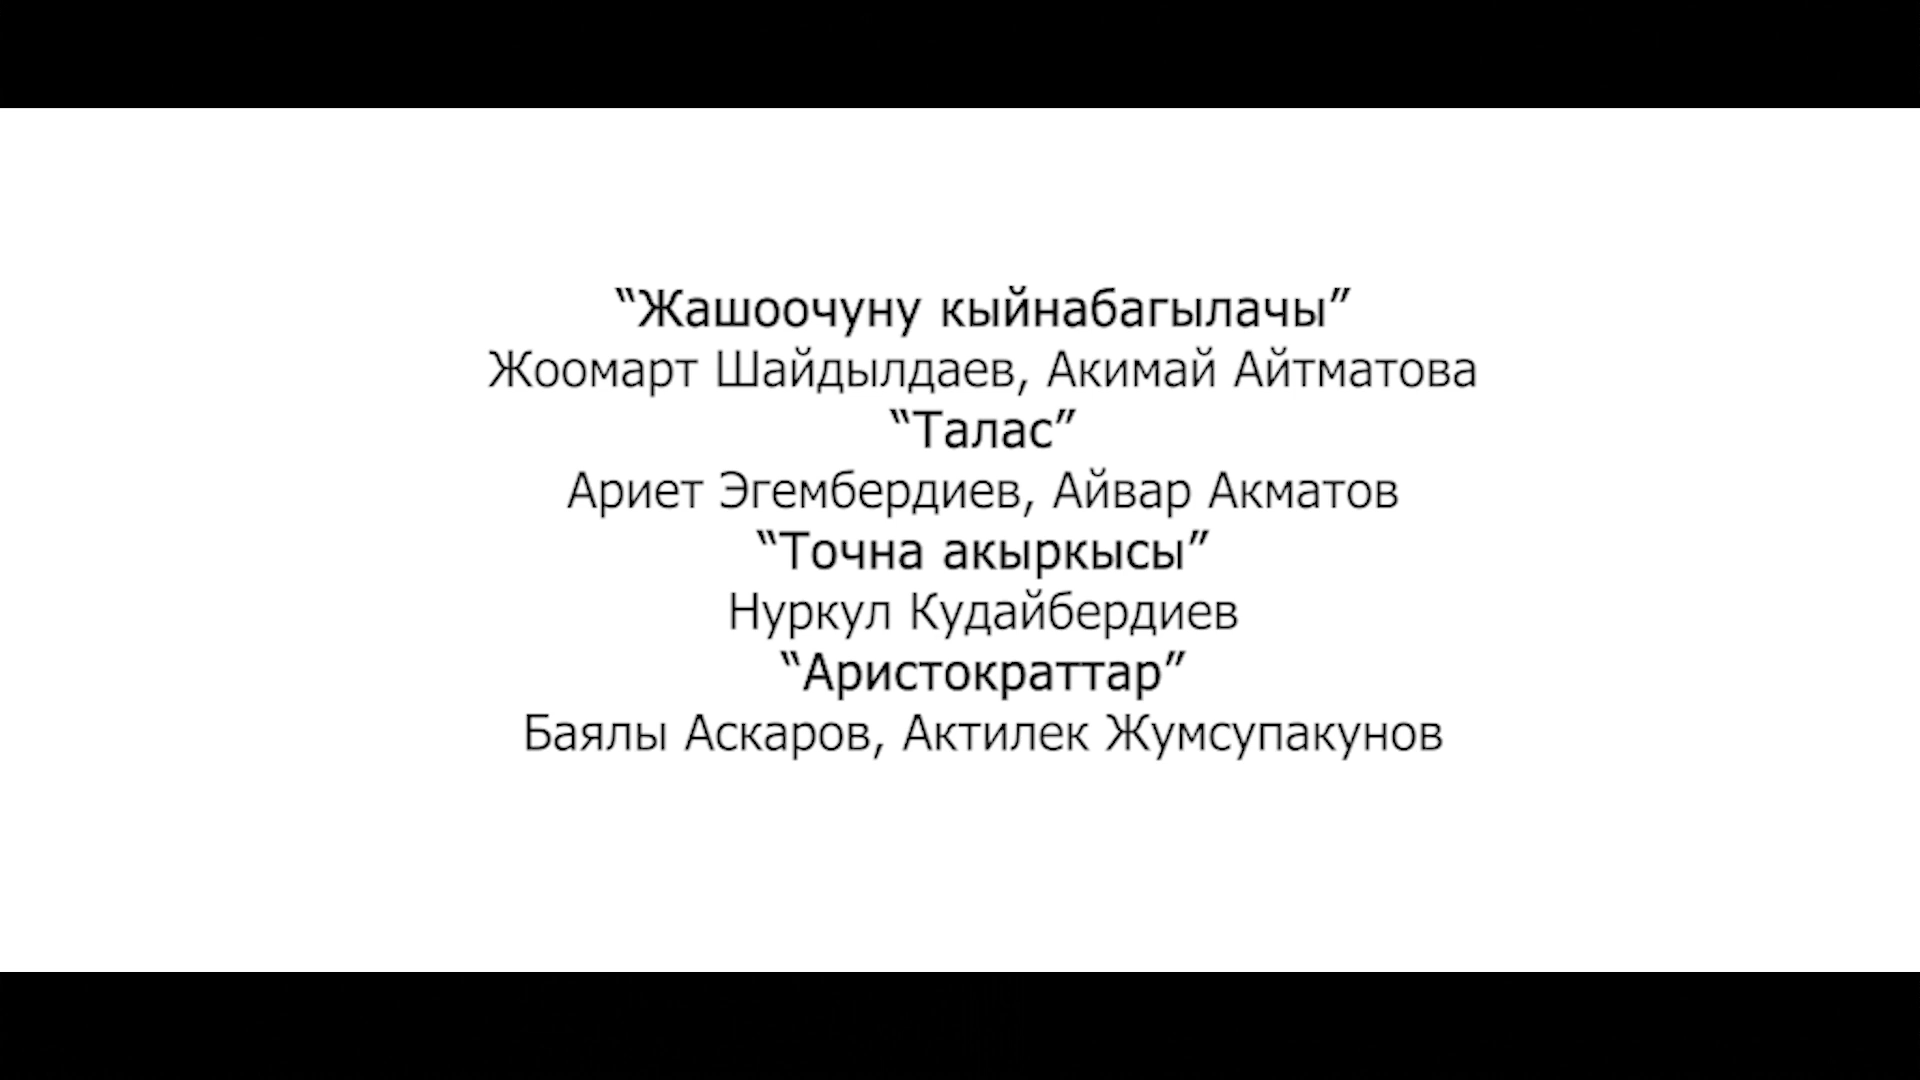 “Жашоочуну кыйнабагылачы”
Жоомарт Шайдылдаев, Акимай Айтматова
“Талас”
Ариет Эгембердиев, Айвар Акматов
“Точна акыркысы”
Нуркул Кудайбердиев
“Аристократтар”
Баялы Аскаров, Актилек Жумсупакунов